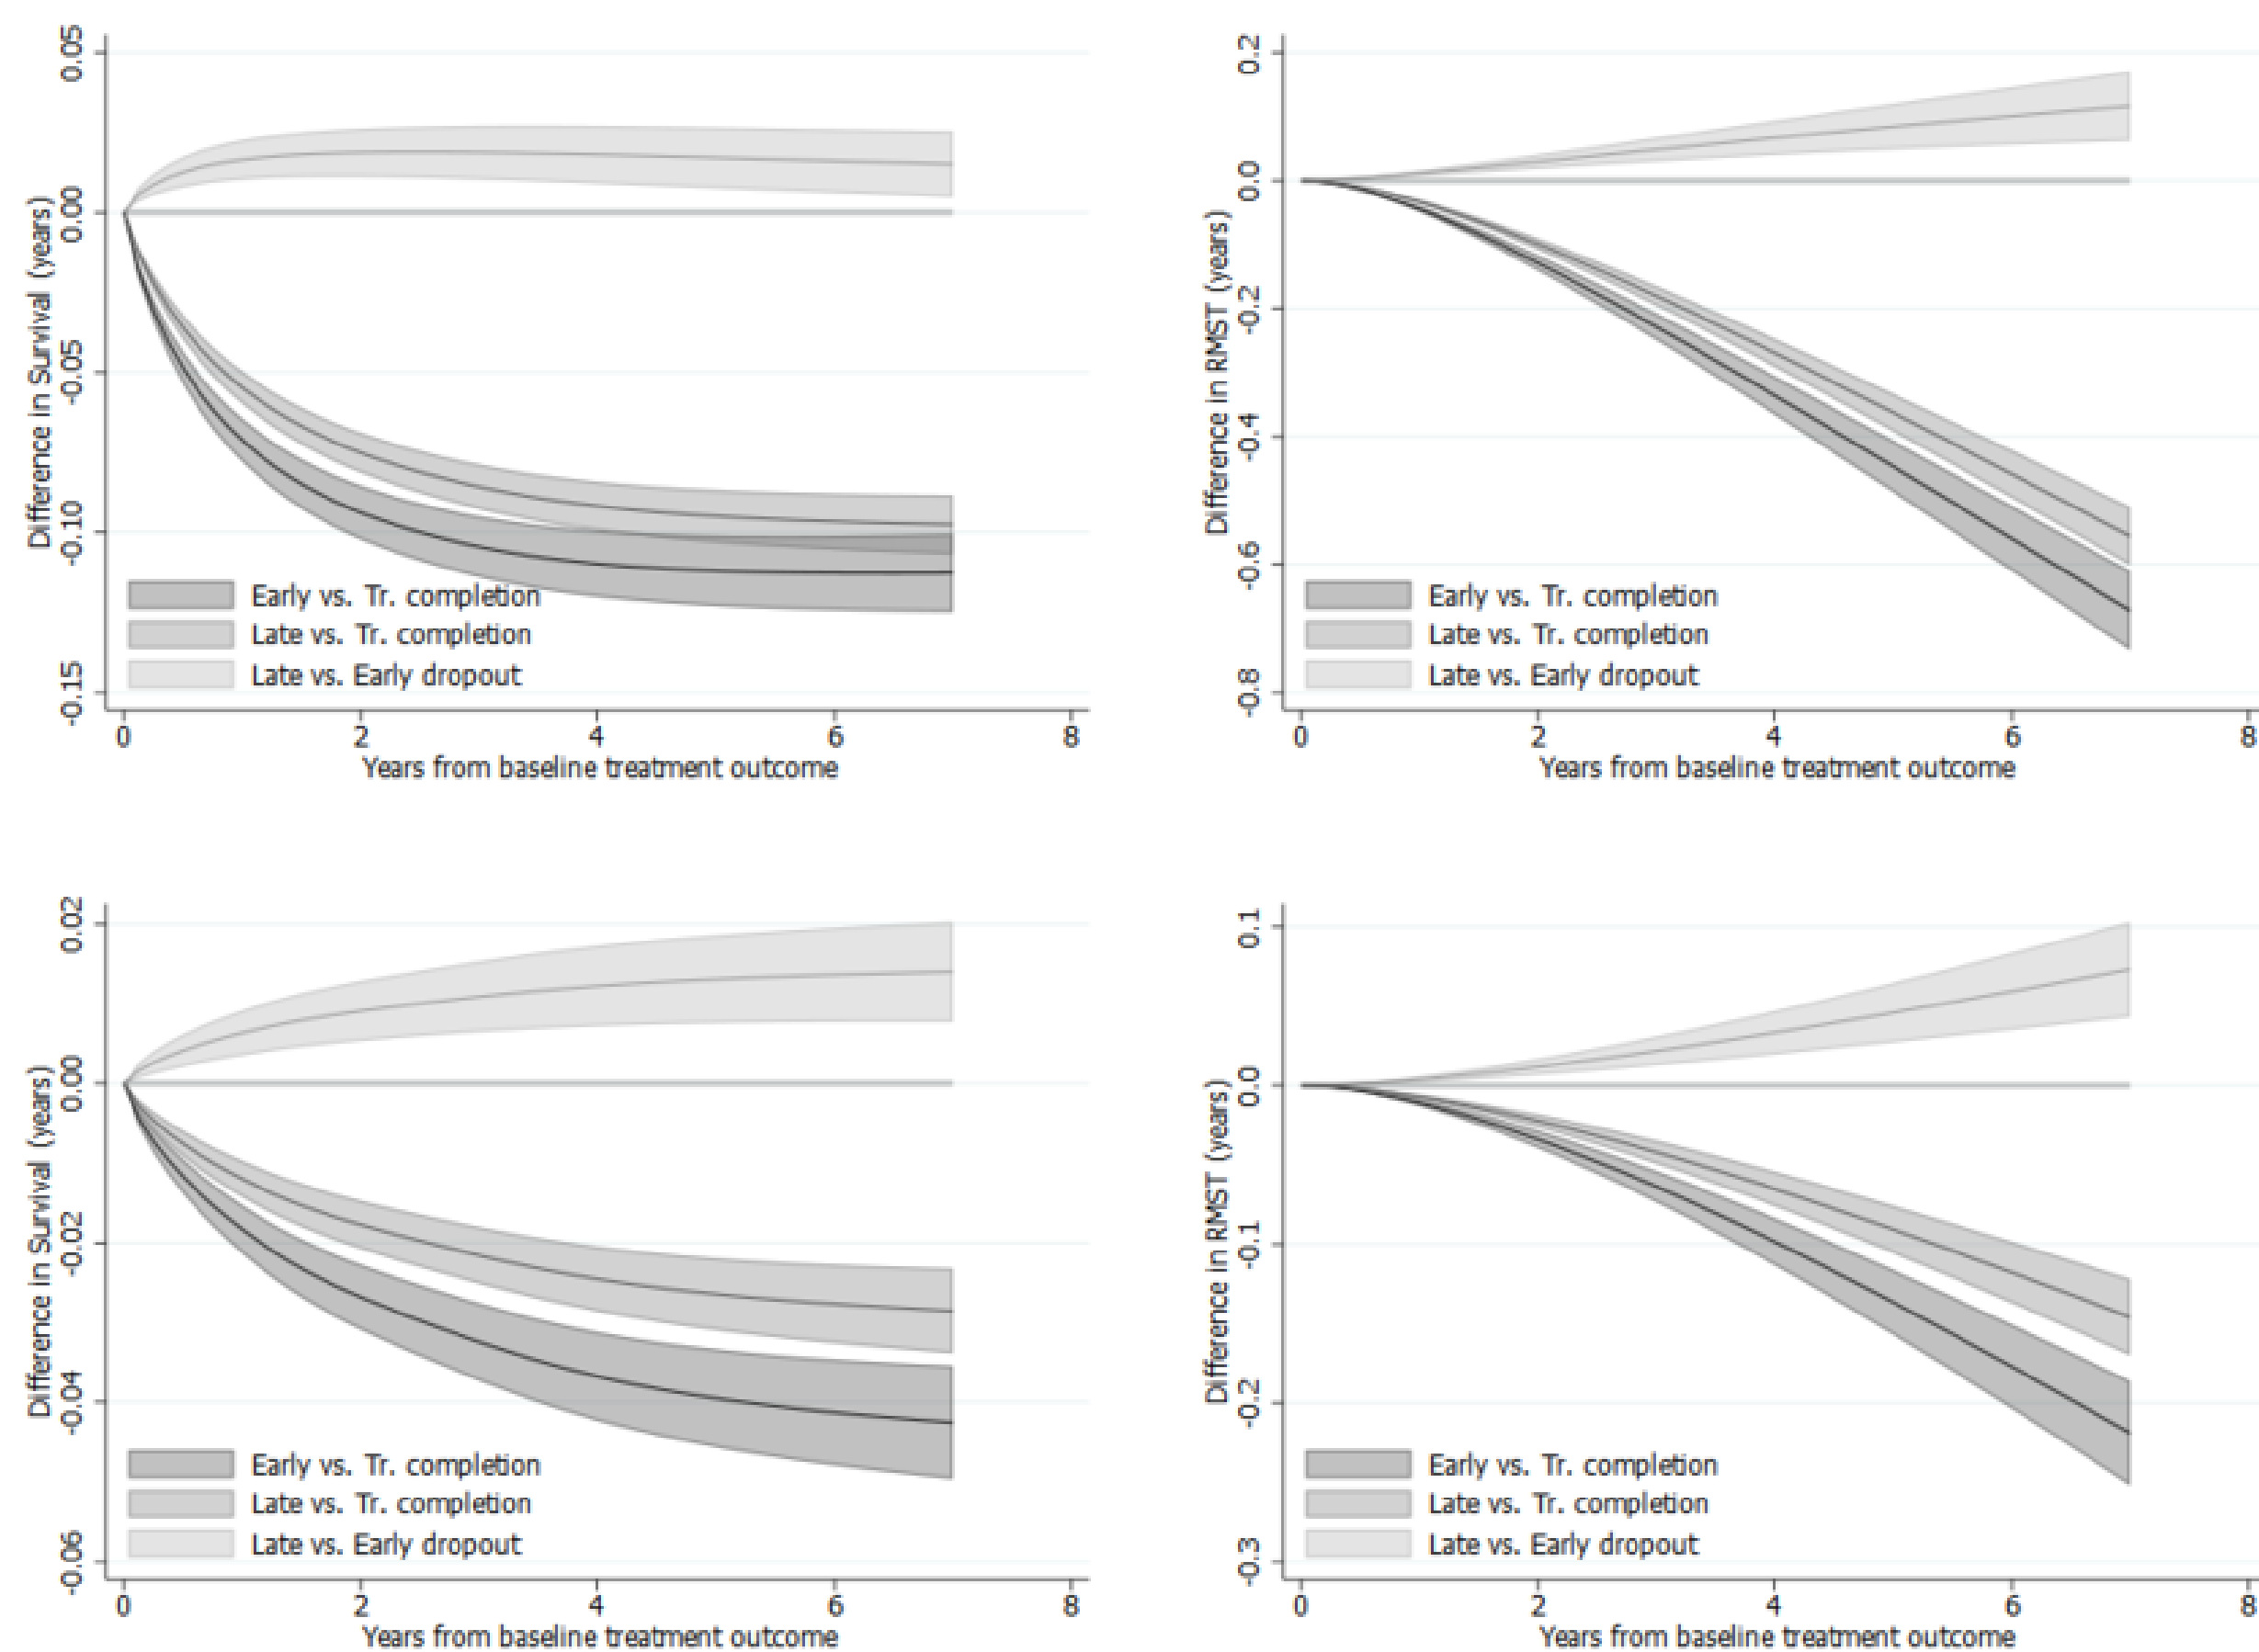 Difference in Survival (years)
0.05
0.00
-0.05
-0.10
-0.15
Early vs. Tr. completion
Late vs. Tr. completion
Late vs. Early dropout
0 2 4 6 8
Years from baseline treatment outcome
Difference in RMST (years)
0.2
0.0
-0.2
-0.4
-0.6
-0.8
Early vs. Tr. completion
Late vs. Tr. completion
Late vs. Early dropout
0 2 4 6 8
Years from baseline treatment outcome
Difference in Survival (years)
0.02
0.00
-0.02
-0.04
-0.06
Early vs. Tr. completion
Late vs. Tr. completion
Late vs. Early dropout
0 2 4 6 8
Years from baseline treatment outcome
Difference in RMST (years)
0.1
0.0
-0.1
-0.2
-0.3
Early vs. Tr. completion
Late vs. Tr. completion
Late vs. Early dropout
0 2 4 6 8
Years from baseline treatment outcome